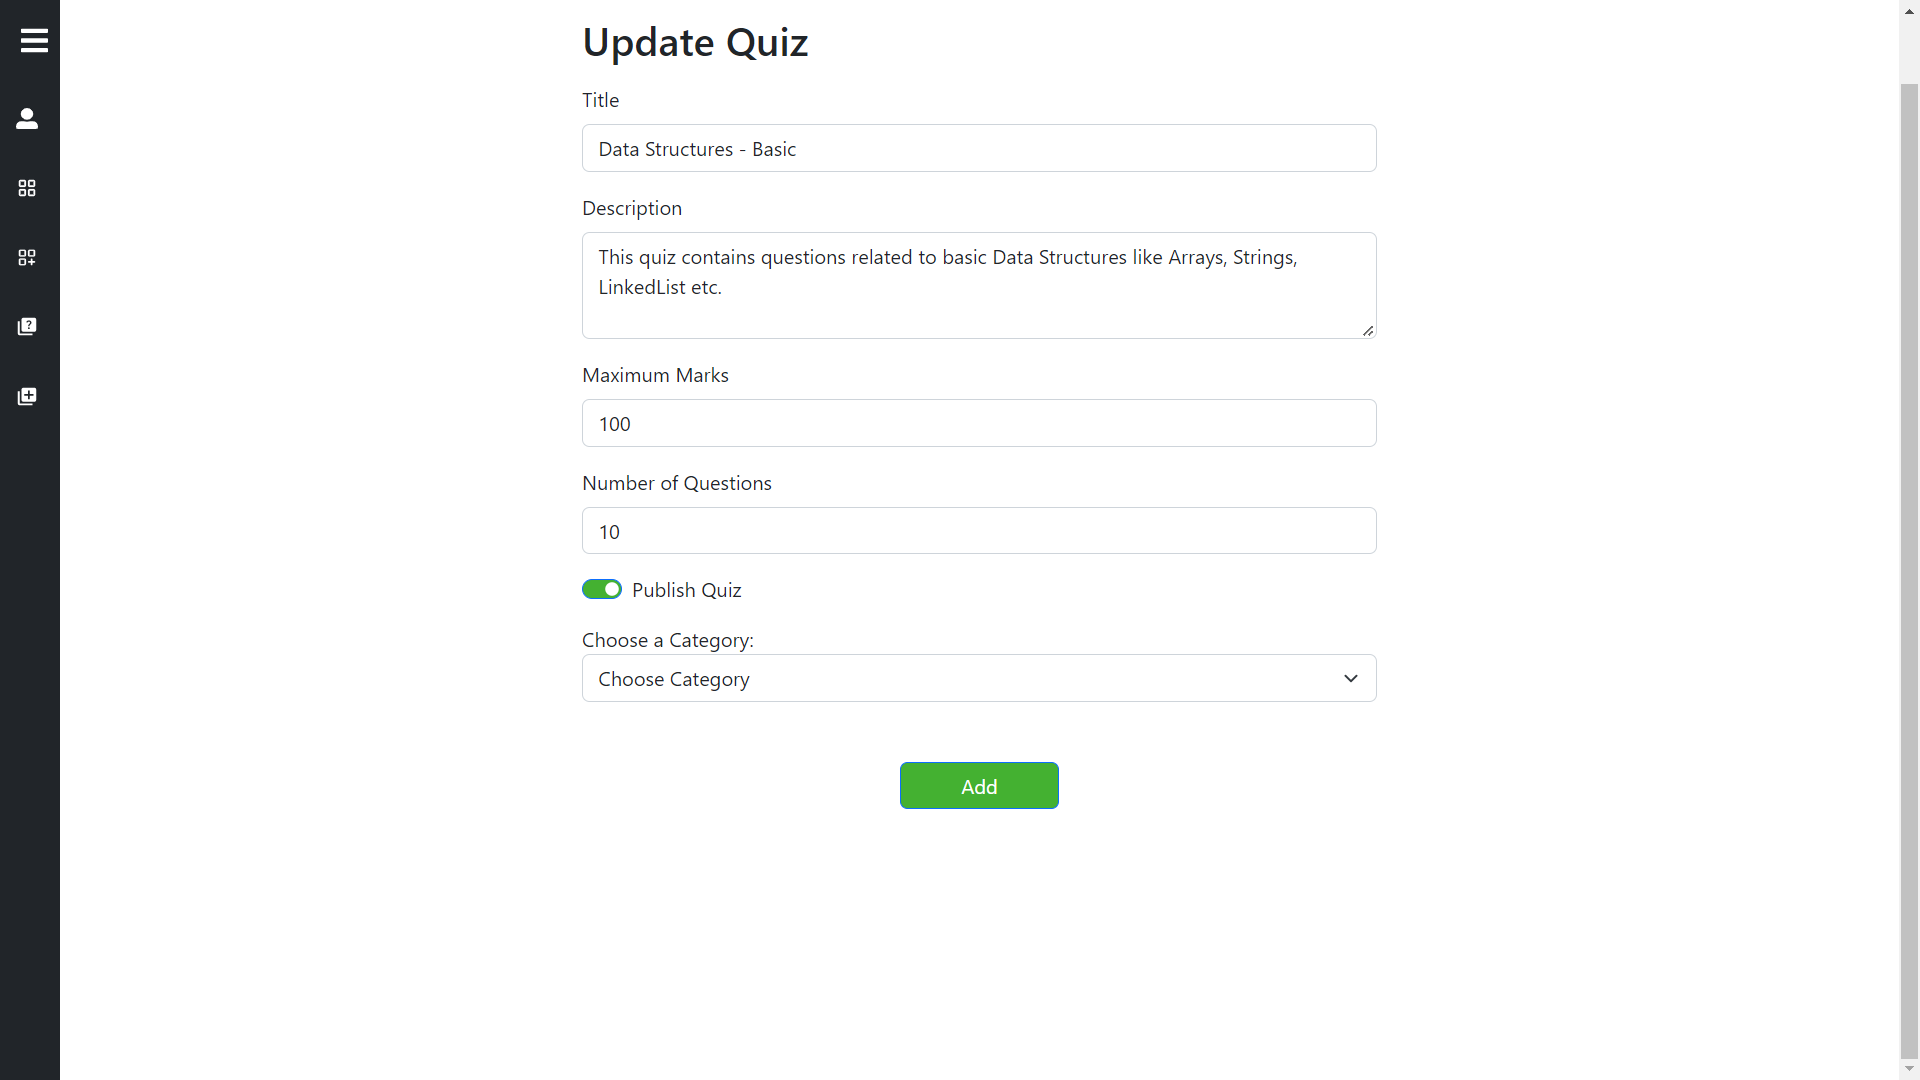 Update Quiz
Title
Data Structures - Basic
Description
This quiz contains questions related to basic Data Structures like Arrays, Strings,
LinkedList etc.
Maximum Marks
100
Number of Questions
10
Publish Quiz
Choose a Category:
Choose Category
Add